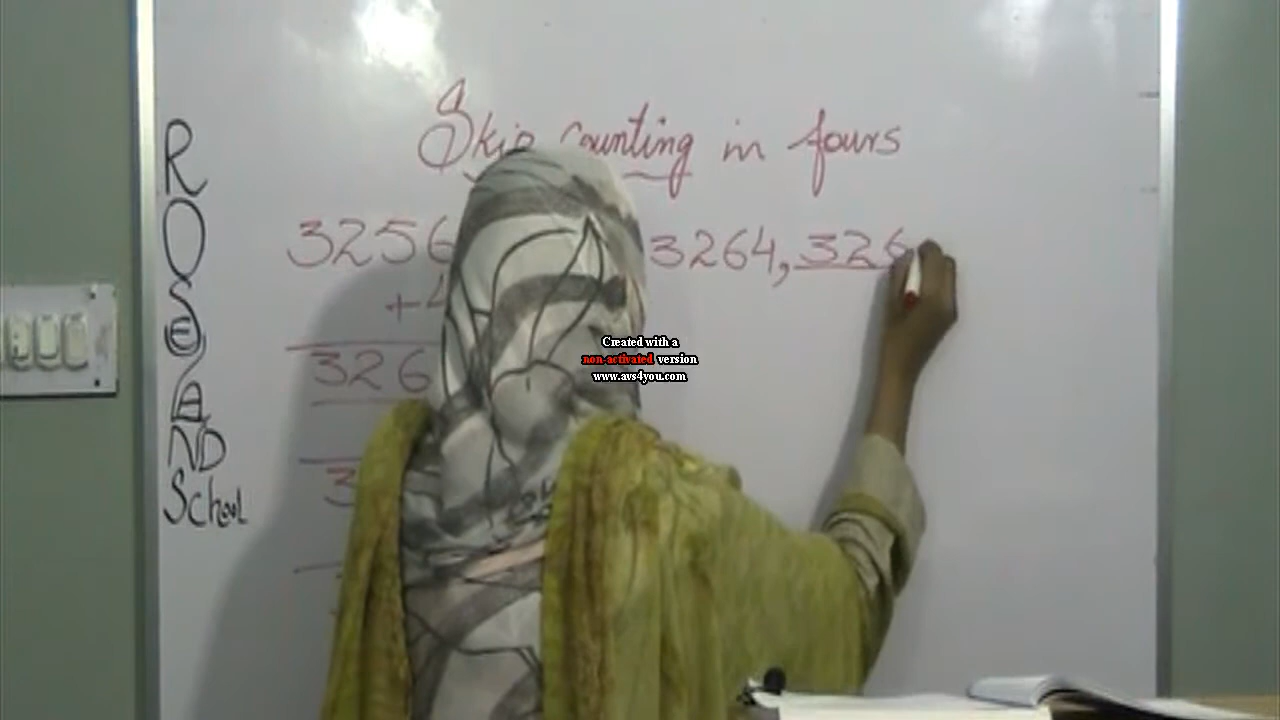 Skip counting in fours
3256 3264, 326
+4
326
3
ROSELAND School
Created with a
non-activated version
www.avs4you.com